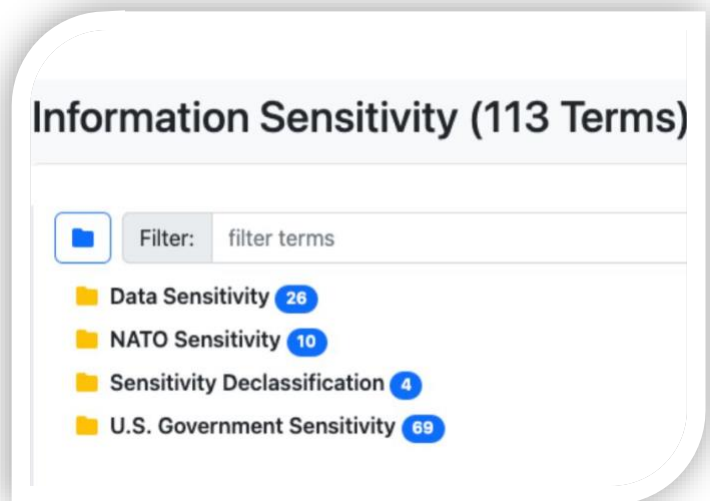 Information Sensitivity (113 Terms)
Filter: filter terms
Data Sensitivity 26
NATO Sensitivity 10
Sensitivity Declassification 4
U.S. Government Sensitivity 69